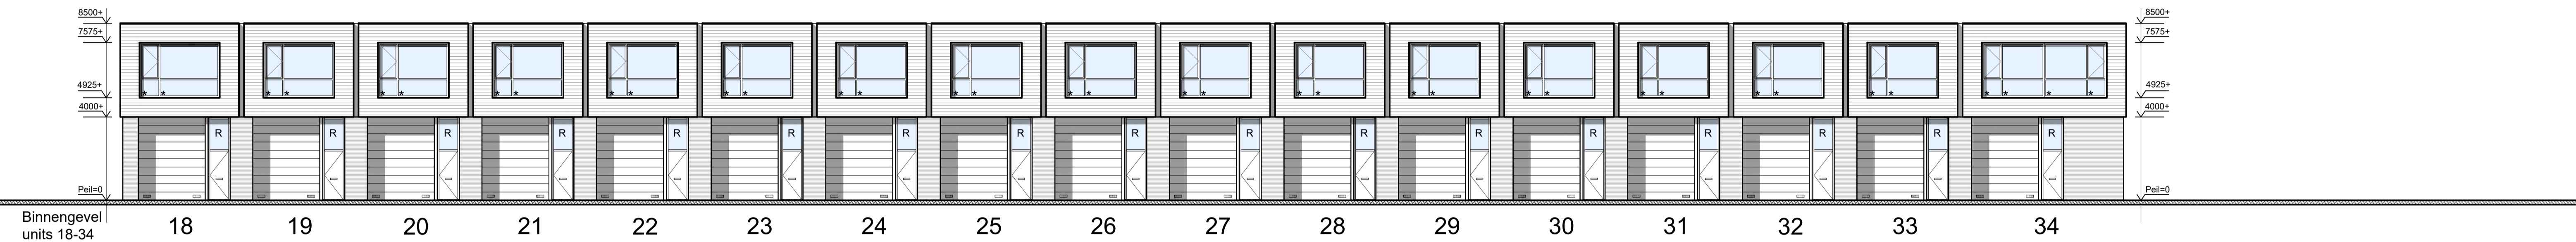 8500+ 8500+
7575+ 7575+
4925+ * * * * * * * * * * * * * * * * * * * * * * * * * * * * * * * * * * * 4925+
4000+ 4000+
R R R R R R R R R R R R R R R R R
Peil=0 Peil=0
Binnengevel
units 18-34
18 19 20 21 22 23 24 25 26 27 28 29 30 31 32 33 34